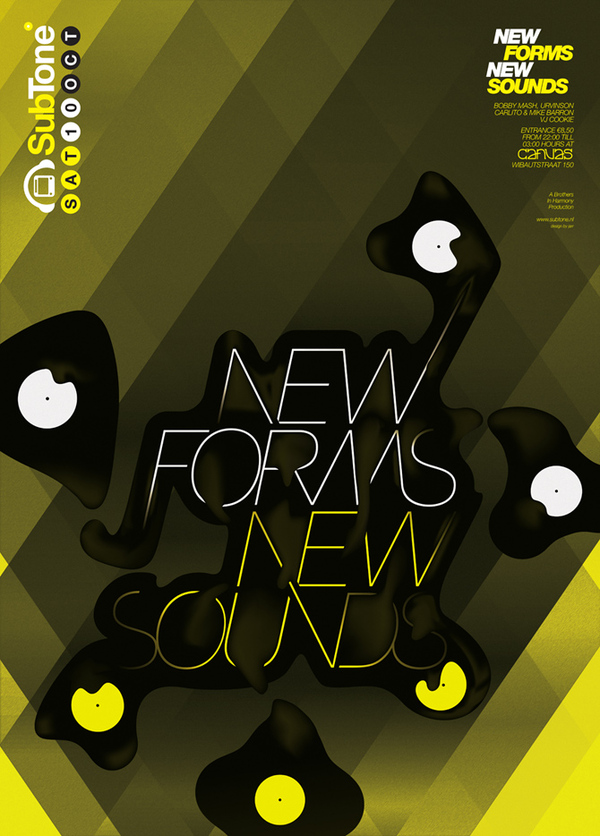 SubTone
SAT10OCT
NEW
FORMS
NEW
SOUNDS
BOBBY MASH, URVINSON
CARLITO & MIKE BARRON
VJ COOKIE
ENTRANCE €8,50
FROM 22:00 TILL
03:00 HOURS AT
CANVAS
WIBAUTSTRAAT 150
A Brothers
In Harmony
Production
www.subtone.nl
NEW
FORMS
NEW
SOUNDS